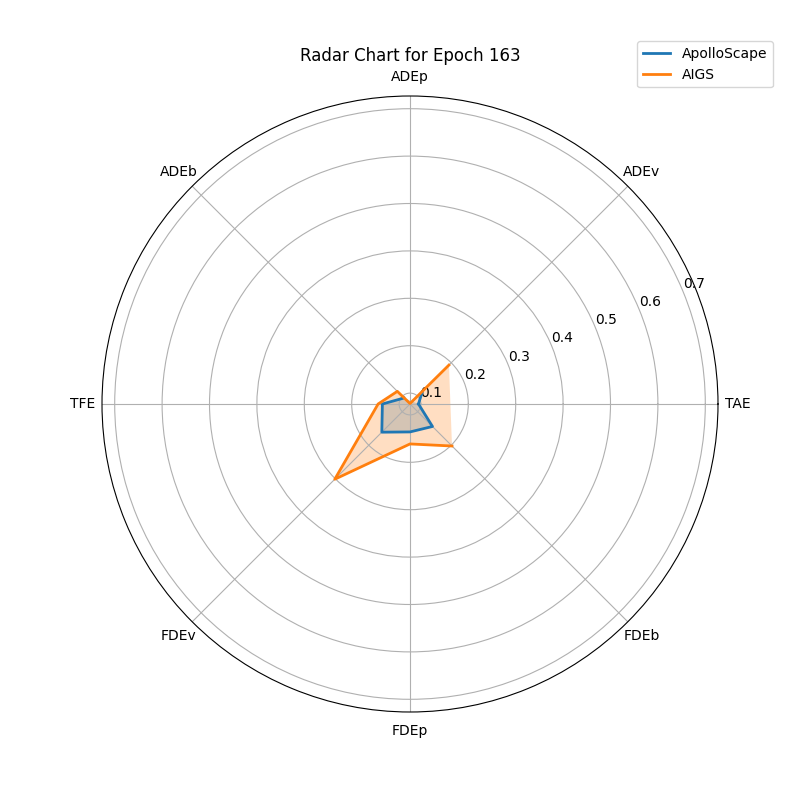 Radar Chart for Epoch 163
ApolloScape
AIGS
ADEp
ADEb
ADEv
0.7
0.6
0.5
0.4
0.3
0.2
0.1
TFE
TAE
FDEv
FDEb
FDEp